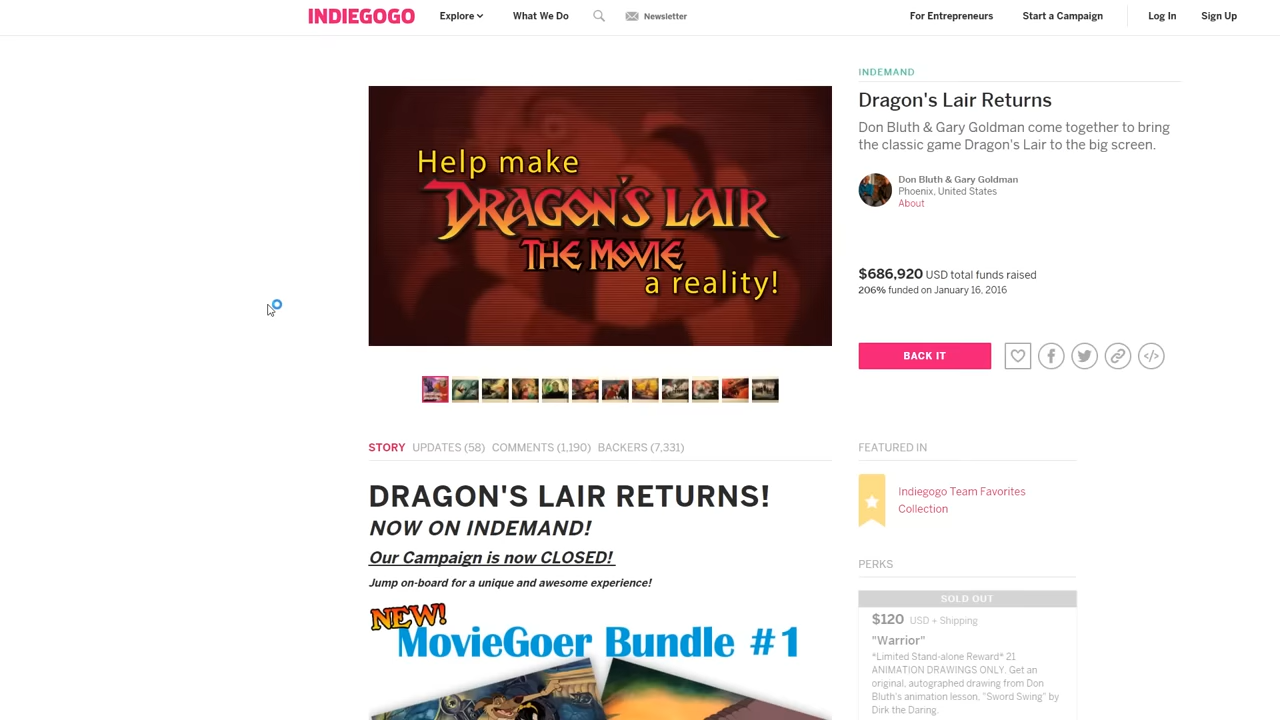 INDIEGOGO
Explore
What We Do
Newsletter
For Entrepreneurs
Start a Campaign
Log In
Sign Up
Help make
DRAGON'S LAIR
THE MOVIE
a reality!
INDEMAND
Dragon's Lair Returns
Don Bluth & Gary Goldman come together to bring
the classic game Dragon's Lair to the big screen.
Don Bluth & Gary Goldman
Phoenix, United States
About
$686,920 USD total funds raised
206% funded on January 16, 2016
BACK IT
STORY UPDATES (58) COMMENTS (1,190) BACKERS (7,331)
DRAGON'S LAIR RETURNS!
NOW ON INDEMAND!
Our Campaign is now CLOSED!
Jump on-board for a unique and awesome experience!
NEW!
MovieGoer Bundle #1
FEATURED IN
Indiegogo Team Favorites
Collection
PERKS
SOLD OUT
$120 USD + Shipping
"Warrior"
*Limited Stand-alone Reward* 21
ANIMATION DRAWINGS ONLY. Get an
original, autographed drawing from Don
Bluth's animation lesson, "Sword Swing" by
Dirk the Daring.